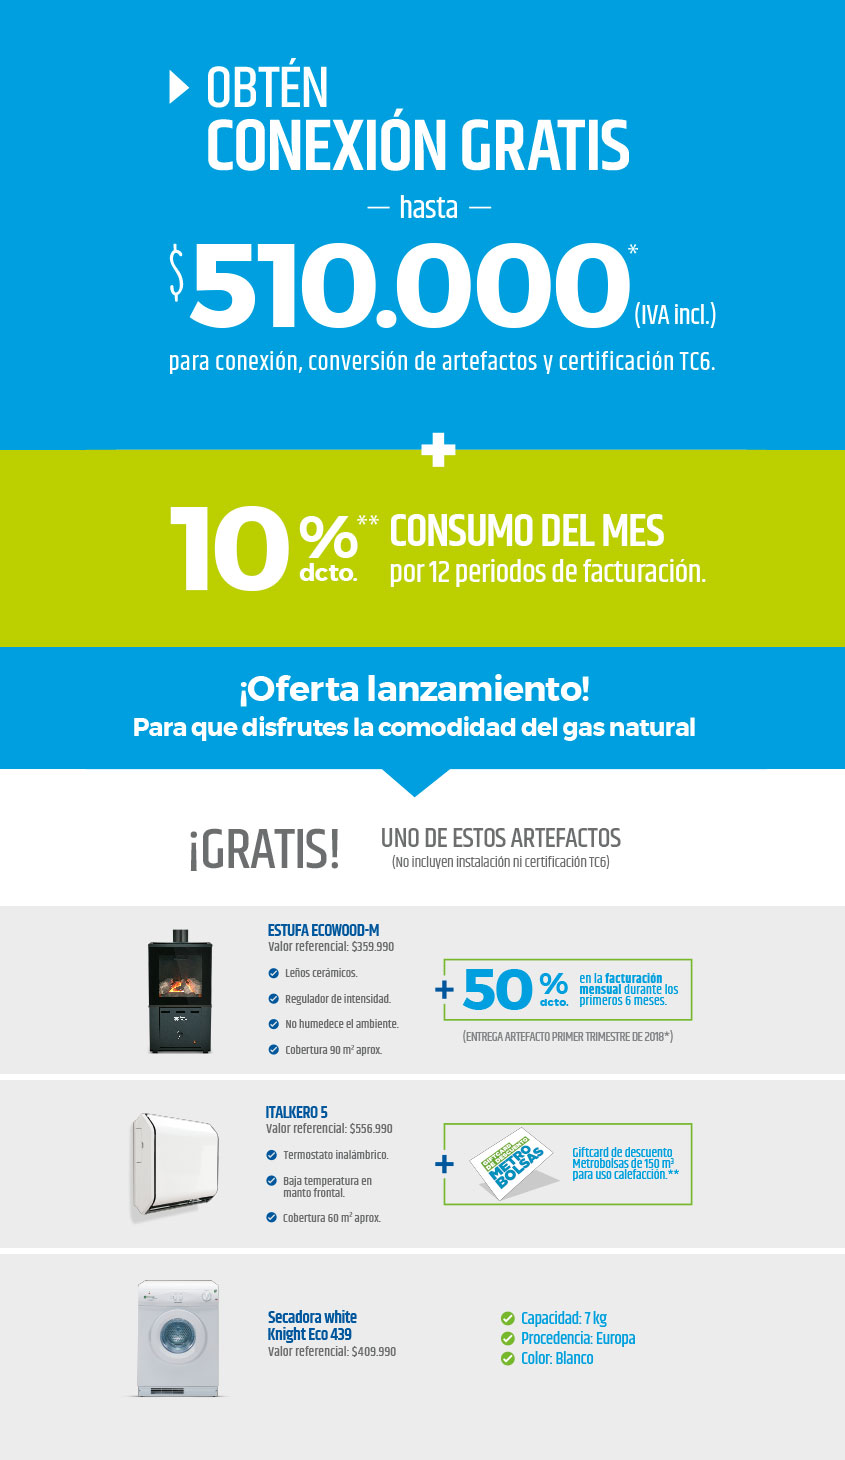 OBTÉN
CONEXIÓN GRATIS
hasta
$510.000* (IVA incl.)
para conexión, conversión de artefactos y certificación TC6.
+
10% dcto.** CONSUMO DEL MES
por 12 periodos de facturación.
¡Oferta lanzamiento!
Para que disfrutes la comodidad del gas natural
¡GRATIS!
UNO DE ESTOS ARTEFACTOS
(No incluyen instalación ni certificación TC6)
ESTUFA ECOWOOD-M
Valor referencial: $359.990
Leños cerámicos.
Regulador de intensidad.
No humedece el ambiente.
Cobertura 90 m² aprox.
+ 50% dcto.
en la facturación
mensual durante los
primeros 6 meses.
(ENTREGA ARTEFACTO PRIMER TRIMESTRE DE 2018*)
ITALKERO 5
Valor referencial: $556.990
Termostato inalámbrico.
Baja temperatura en
manto frontal.
Cobertura 60 m² aprox.
+
GIFTCARD
DE DESCUENTO
METRO
BOLSAS
Giftcard de descuento
Metrobolsas de 150 m³
para uso calefacción.**
Secadora white
Knight Eco 439
Valor referencial: $409.990
Capacidad: 7 kg
Procedencia: Europa
Color: Blanco